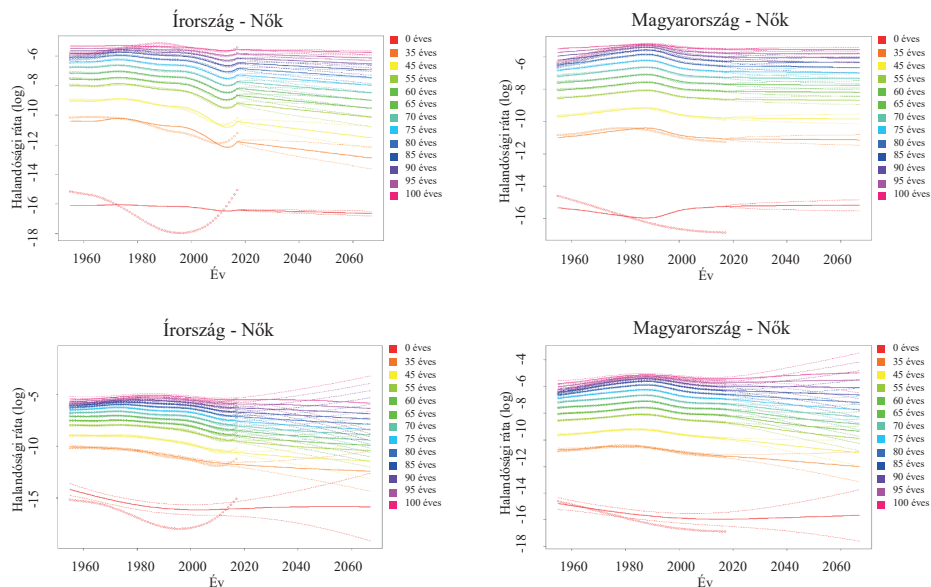 Írország - Nők
Halandósági ráta (log)
-6
-8
-10
-12
-14
-16
-18
1960
1980
2000
2020
2040
2060
Év
0 éves
35 éves
45 éves
55 éves
60 éves
65 éves
70 éves
75 éves
80 éves
85 éves
90 éves
95 éves
100 éves
Magyarország - Nők
Halandósági ráta (log)
-6
-8
-10
-12
-14
-16
1960
1980
2000
2020
2040
2060
Év
0 éves
35 éves
45 éves
55 éves
60 éves
65 éves
70 éves
75 éves
80 éves
85 éves
90 éves
95 éves
100 éves
Írország - Nők
Halandósági ráta (log)
-5
-10
-15
1960
1980
2000
2020
2040
2060
Év
0 éves
35 éves
45 éves
55 éves
60 éves
65 éves
70 éves
75 éves
80 éves
85 éves
90 éves
95 éves
100 éves
Magyarország - Nők
Halandósági ráta (log)
-4
-6
-8
-10
-12
-14
-16
-18
1960
1980
2000
2020
2040
2060
Év
0 éves
35 éves
45 éves
55 éves
60 éves
65 éves
70 éves
75 éves
80 éves
85 éves
90 éves
95 éves
100 éves